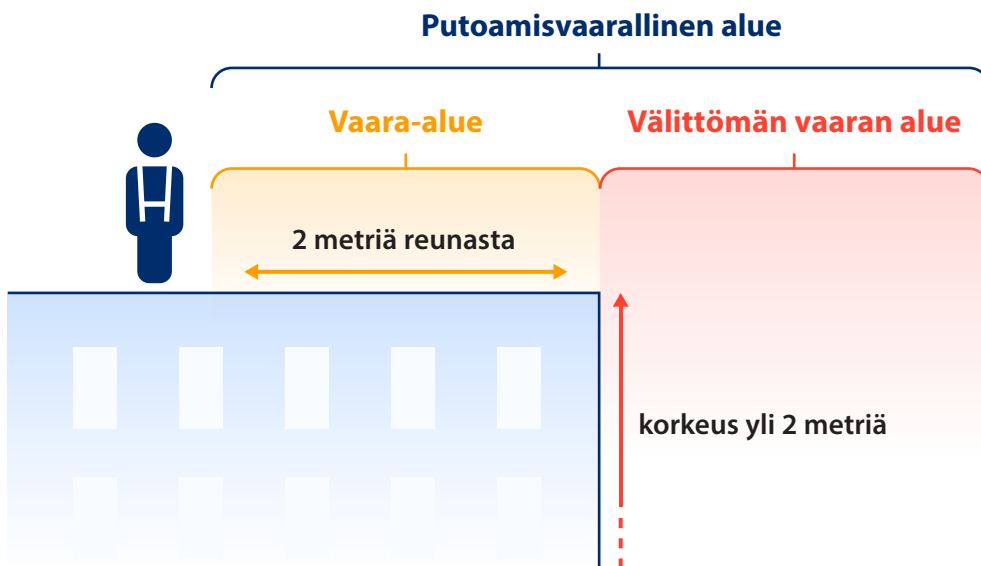 Putoamisvaarallinen alue
Vaara-alue
Välittömän vaaran alue
2 metriä reunasta
korkeus yli 2 metriä